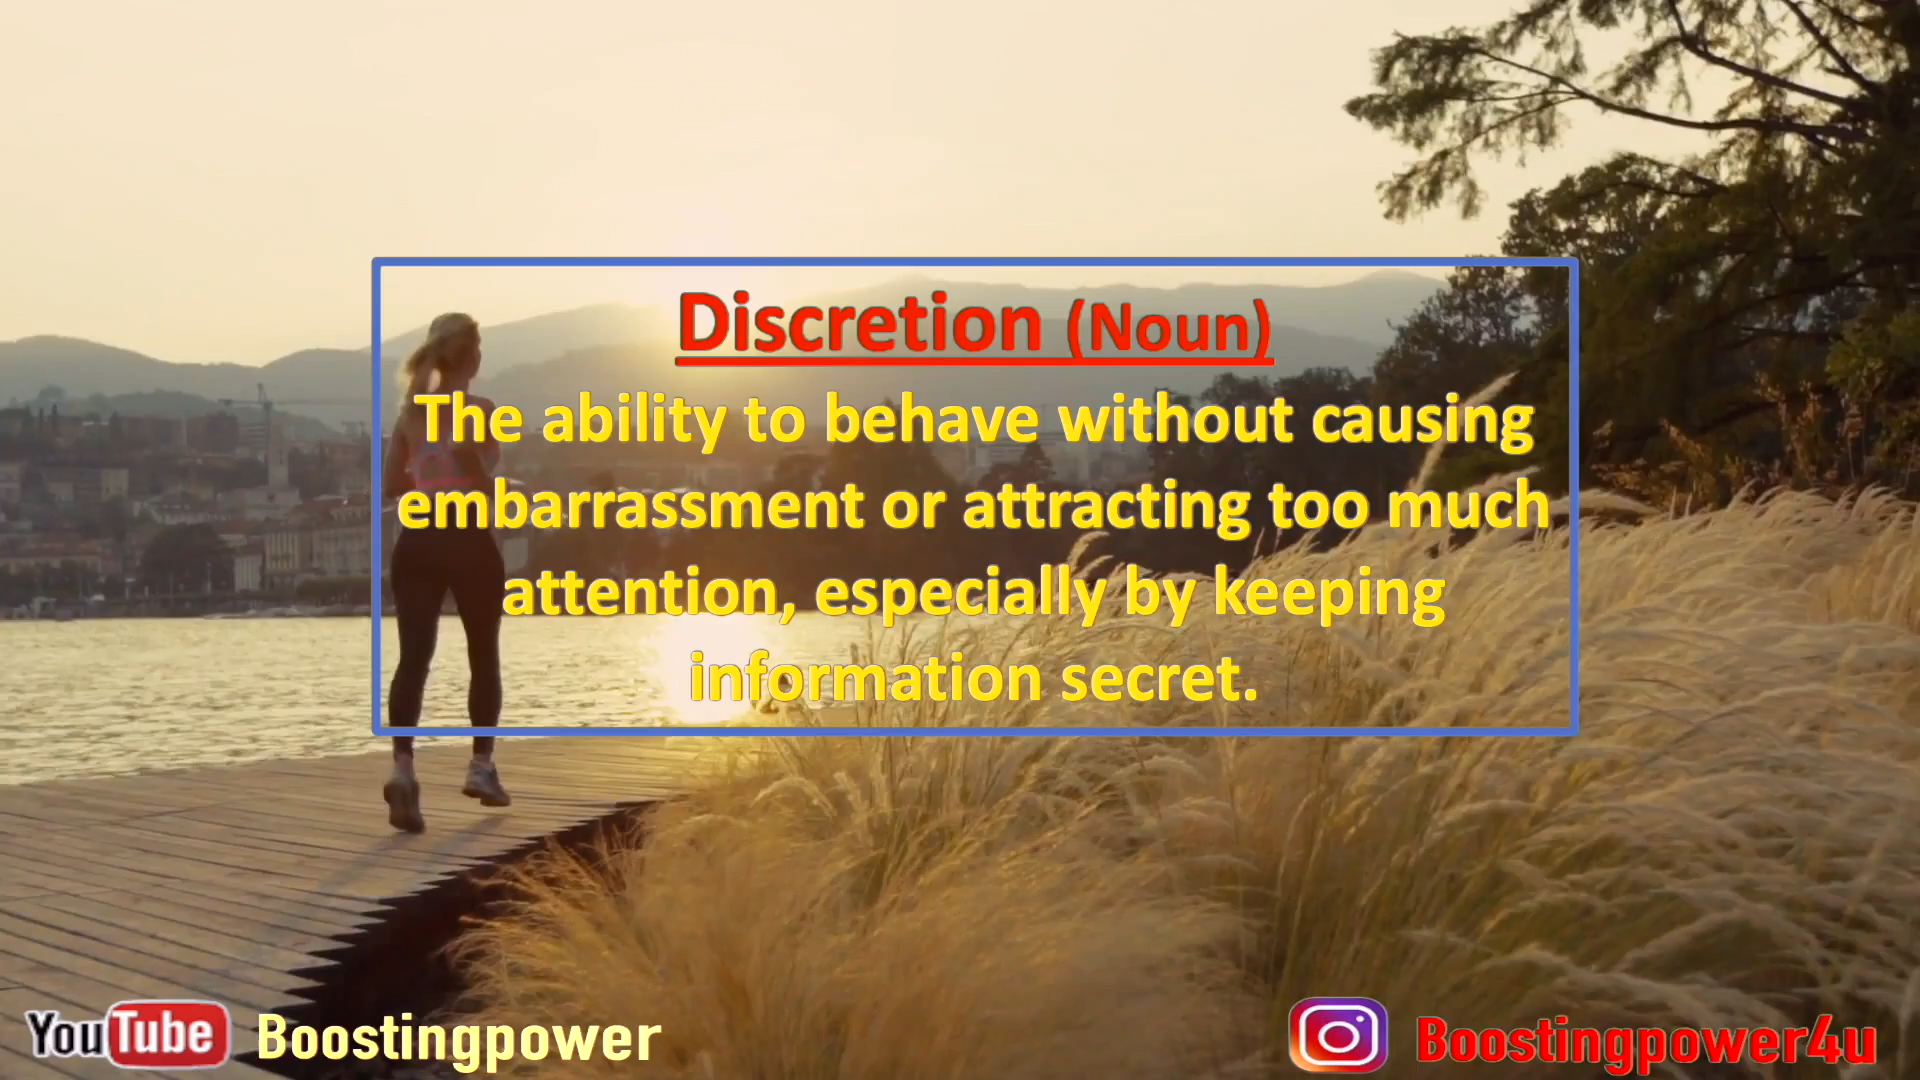 Discretion (Noun)
The ability to behave without causing
embarrassment or attracting too much
attention, especially by keeping
information secret.
YouTube Boostingpower
Boostingpower4u